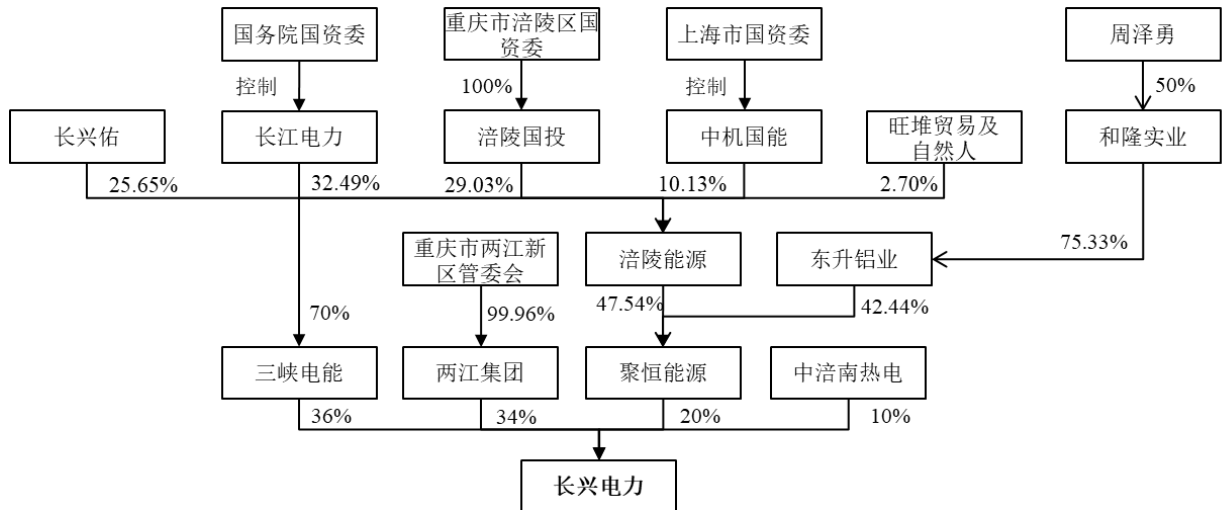 国务院国资委
重庆市涪陵区国
资委
上海市国资委
周泽勇
控制
100%
控制
50%
长兴佑
长江电力
涪陵国投
中机国能
旺堆贸易及
自然人
和隆实业
25.65%
32.49%
29.03%
10.13%
2.70%
重庆市两江新
区管委会
涪陵能源
东升铝业
75.33%
70%
99.96%
47.54%
42.44%
三峡电能
两江集团
聚恒能源
中涪南热电
36%
34%
20%
10%
长兴电力